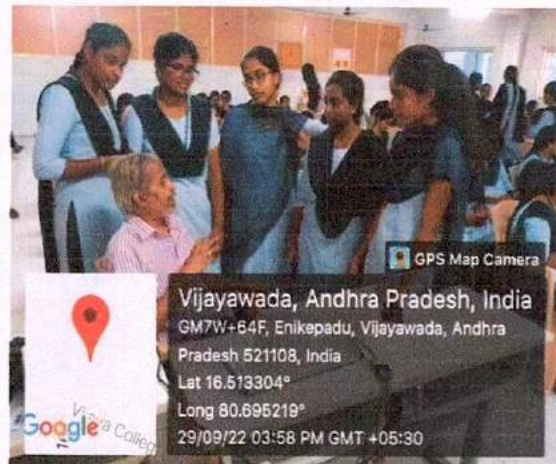 GPS Map Camera
Vijayawada, Andhra Pradesh, India
GM7W+64F, Enikepadu, Vijayawada, Andhra
Pradesh 521108, India
Lat 16.513304°
Long 80.695219°
29/09/22 03:58 PM GMT +05:30
Google